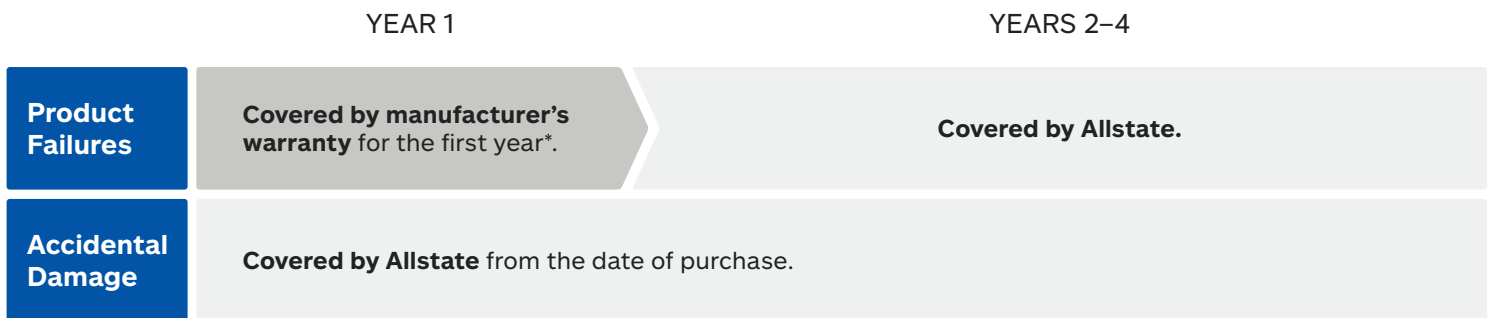 YEAR 1
YEARS 2–4
Product
Failures
Covered by manufacturer’s
warranty for the first year*.
Covered by Allstate.
Accidental
Damage
Covered by Allstate from the date of purchase.